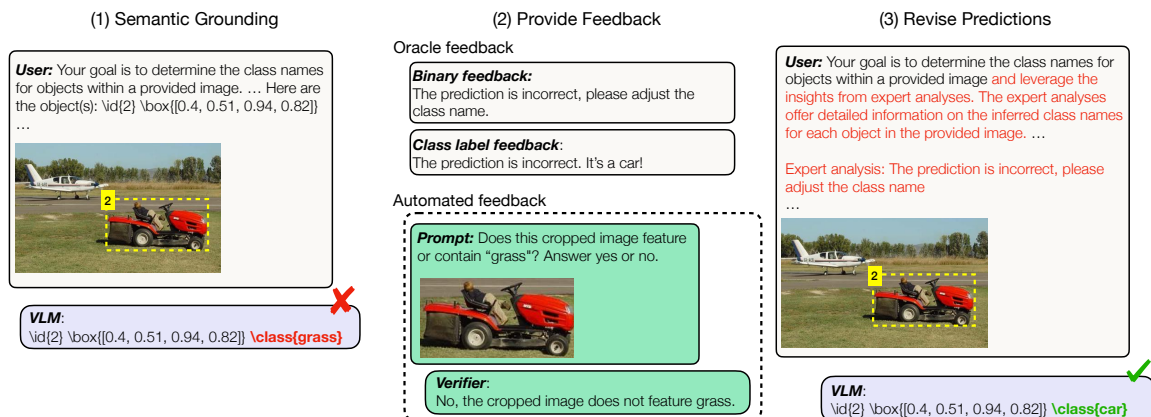 (1) Semantic Grounding
User: Your goal is to determine the class names
for objects within a provided image. … Here are
the object(s): \id{2} \box{[0.4, 0.51, 0.94, 0.82]}
…
2
VLM:
\id{2} \box{[0.4, 0.51, 0.94, 0.82]} \class{grass}
(2) Provide Feedback
Oracle feedback
Binary feedback:
The prediction is incorrect, please adjust the
class name.
Class label feedback:
The prediction is incorrect. It's a car!
Automated feedback
Prompt: Does this cropped image feature
or contain “grass"? Answer yes or no.
Verifier:
No, the cropped image does not feature grass.
(3) Revise Predictions
User: Your goal is to determine the class names for
objects within a provided image and leverage the
insights from expert analyses. The expert analyses
offer detailed information on the inferred class names
for each object in the provided image. …
Expert analysis: The prediction is incorrect, please
adjust the class name
…
2
VLM:
\id{2} \box{[0.4, 0.51, 0.94, 0.82]} \class{car}